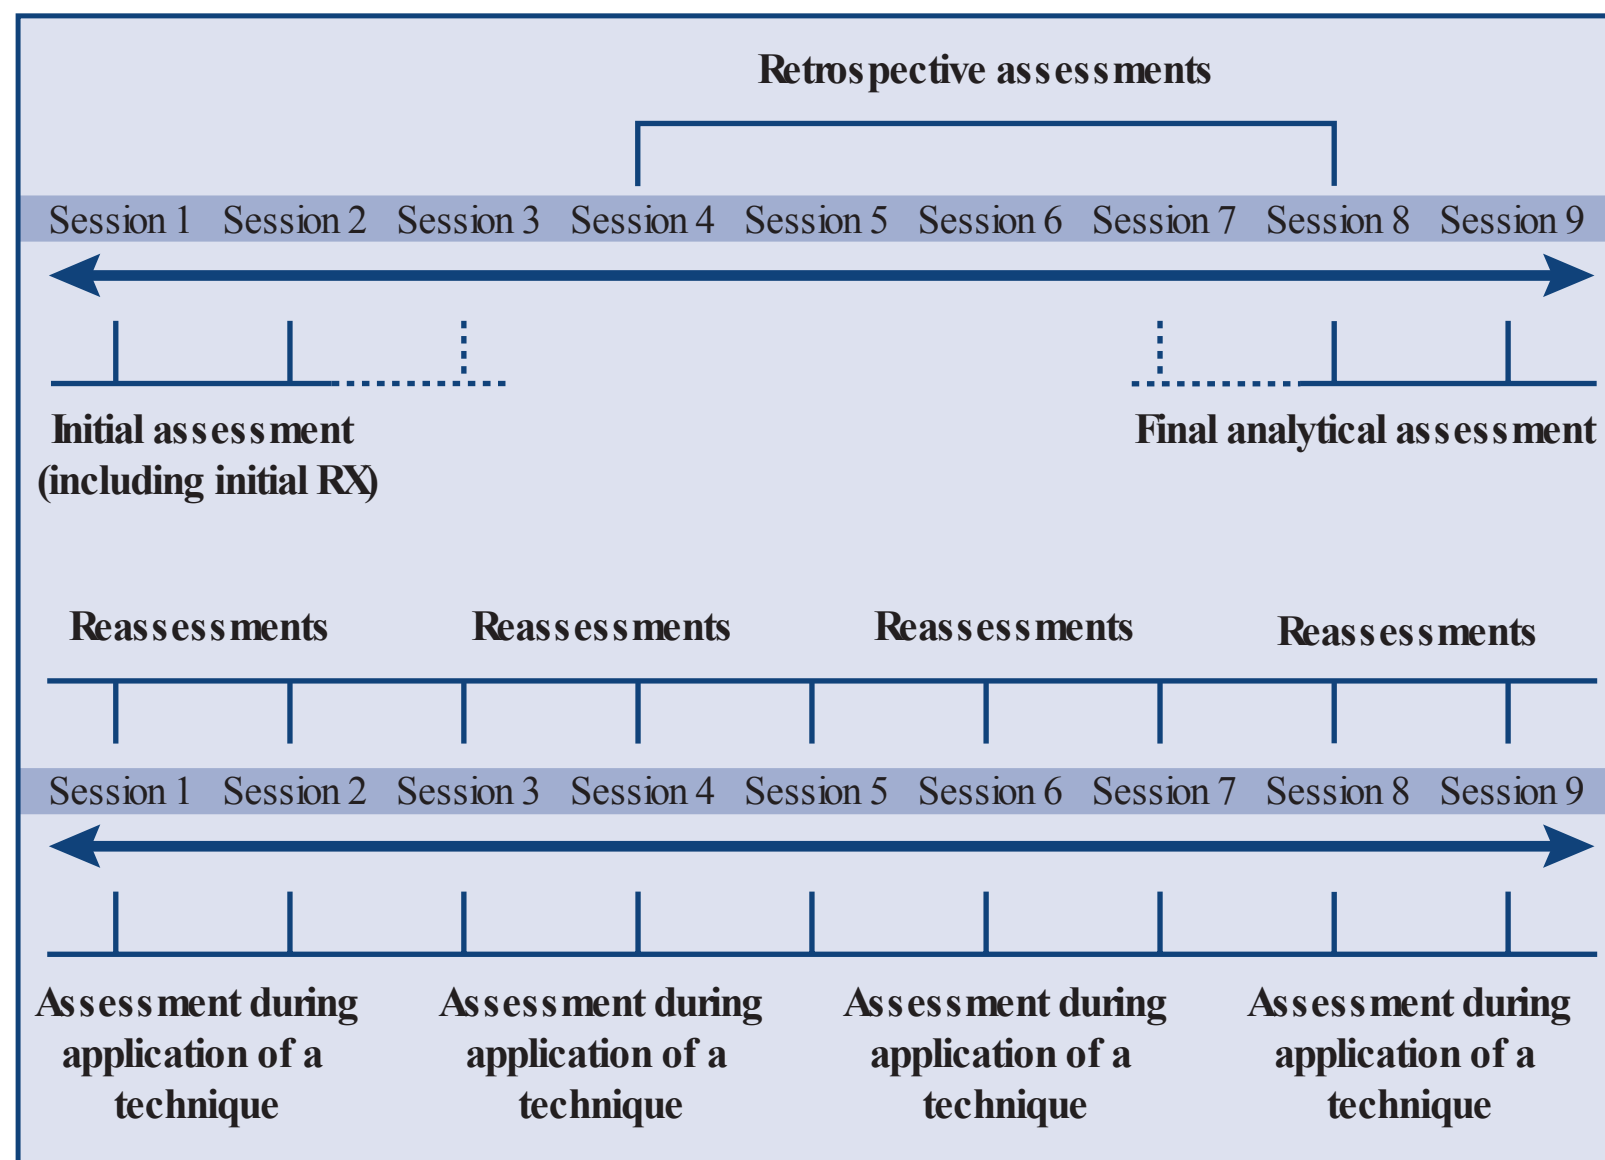 Retrospective assessments
Session 1 Session 2 Session 3 Session 4 Session 5 Session 6 Session 7 Session 8 Session 9
Initial assessment
(including initial RX)
Final analytical assessment
Reassessments Reassessments Reassessments Reassessments
Session 1 Session 2 Session 3 Session 4 Session 5 Session 6 Session 7 Session 8 Session 9
Assessment during
application of a
technique
Assessment during
application of a
technique
Assessment during
application of a
technique
Assessment during
application of a
technique